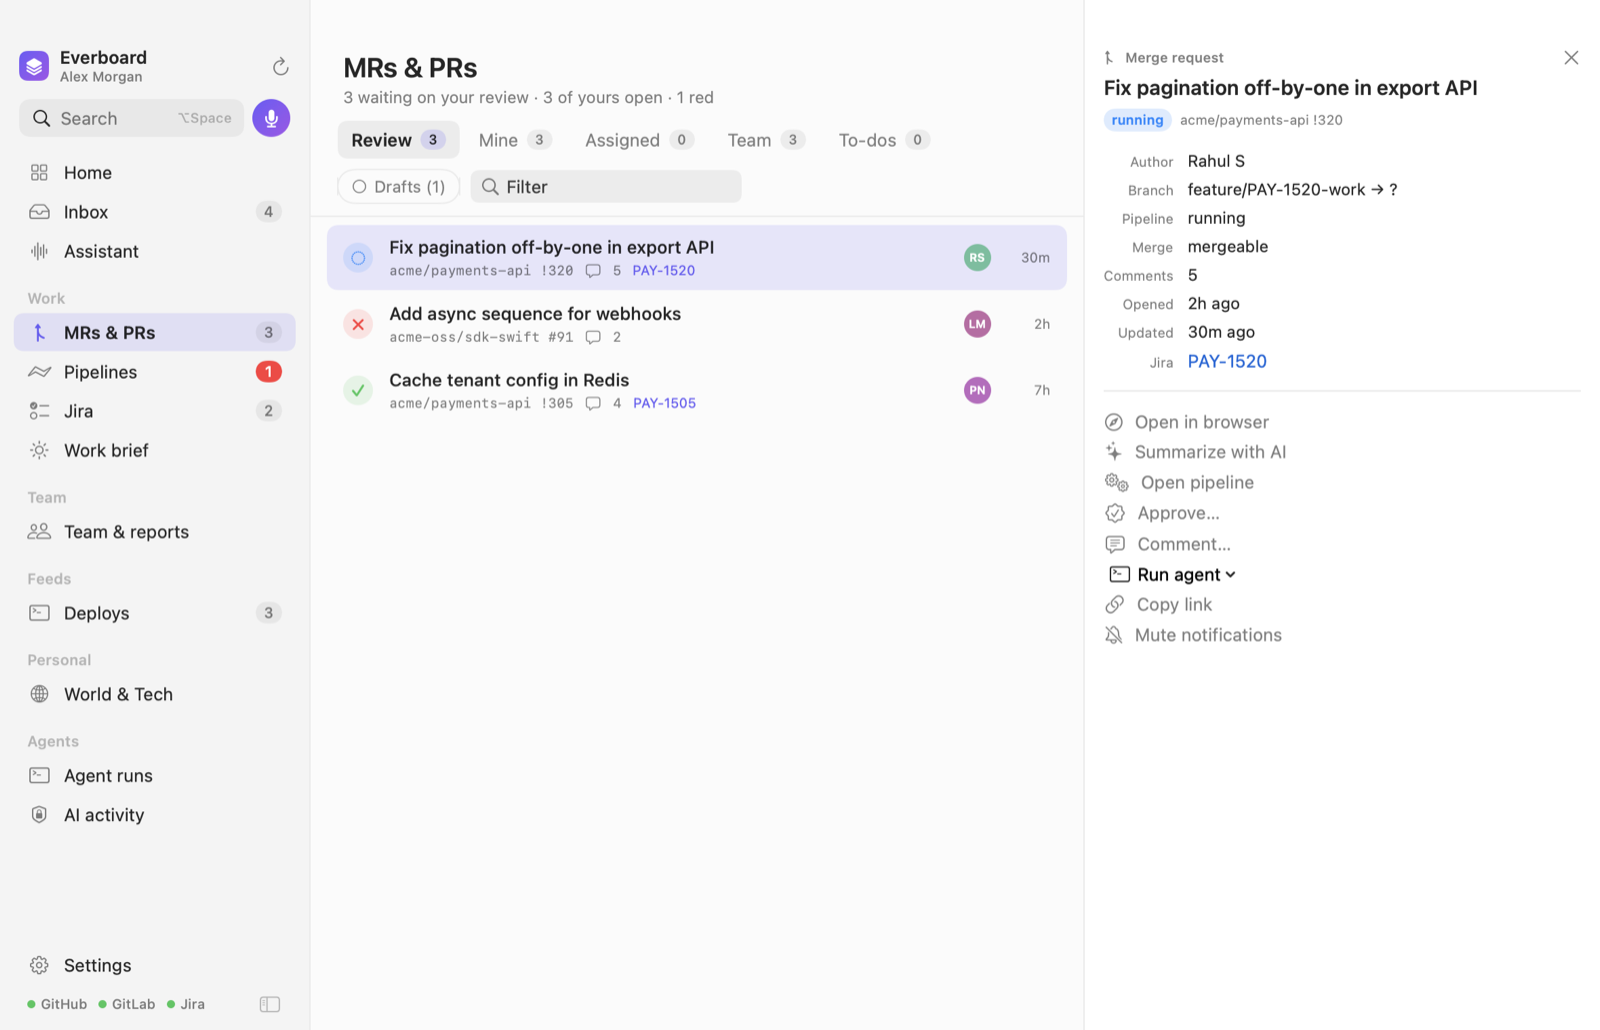 Everboard
Alex Morgan
Search ⌥Space
Home
Inbox 4
Assistant
Work
MRs & PRs 3
Pipelines 1
Jira 2
Work brief
Team
Team & reports
Feeds
Deploys 3
Personal
World & Tech
Agents
Agent runs
AI activity
Settings
GitHub GitLab Jira
MRs & PRs
3 waiting on your review · 3 of yours open · 1 red
Review 3 Mine 3 Assigned 0 Team 3 To-dos 0
Drafts (1) Filter
Fix pagination off-by-one in export API
acme/payments-api !320 5 PAY-1520 RS 30m
Add async sequence for webhooks
acme-oss/sdk-swift #91 2 LM 2h
Cache tenant config in Redis
acme/payments-api !305 4 PAY-1505 PN 7h
Merge request
Fix pagination off-by-one in export API
running acme/payments-api !320
Author Rahul S
Branch feature/PAY-1520-work → ?
Pipeline running
Merge mergeable
Comments 5
Opened 2h ago
Updated 30m ago
Jira PAY-1520
Open in browser
Summarize with AI
Open pipeline
Approve...
Comment...
Run agent
Copy link
Mute notifications